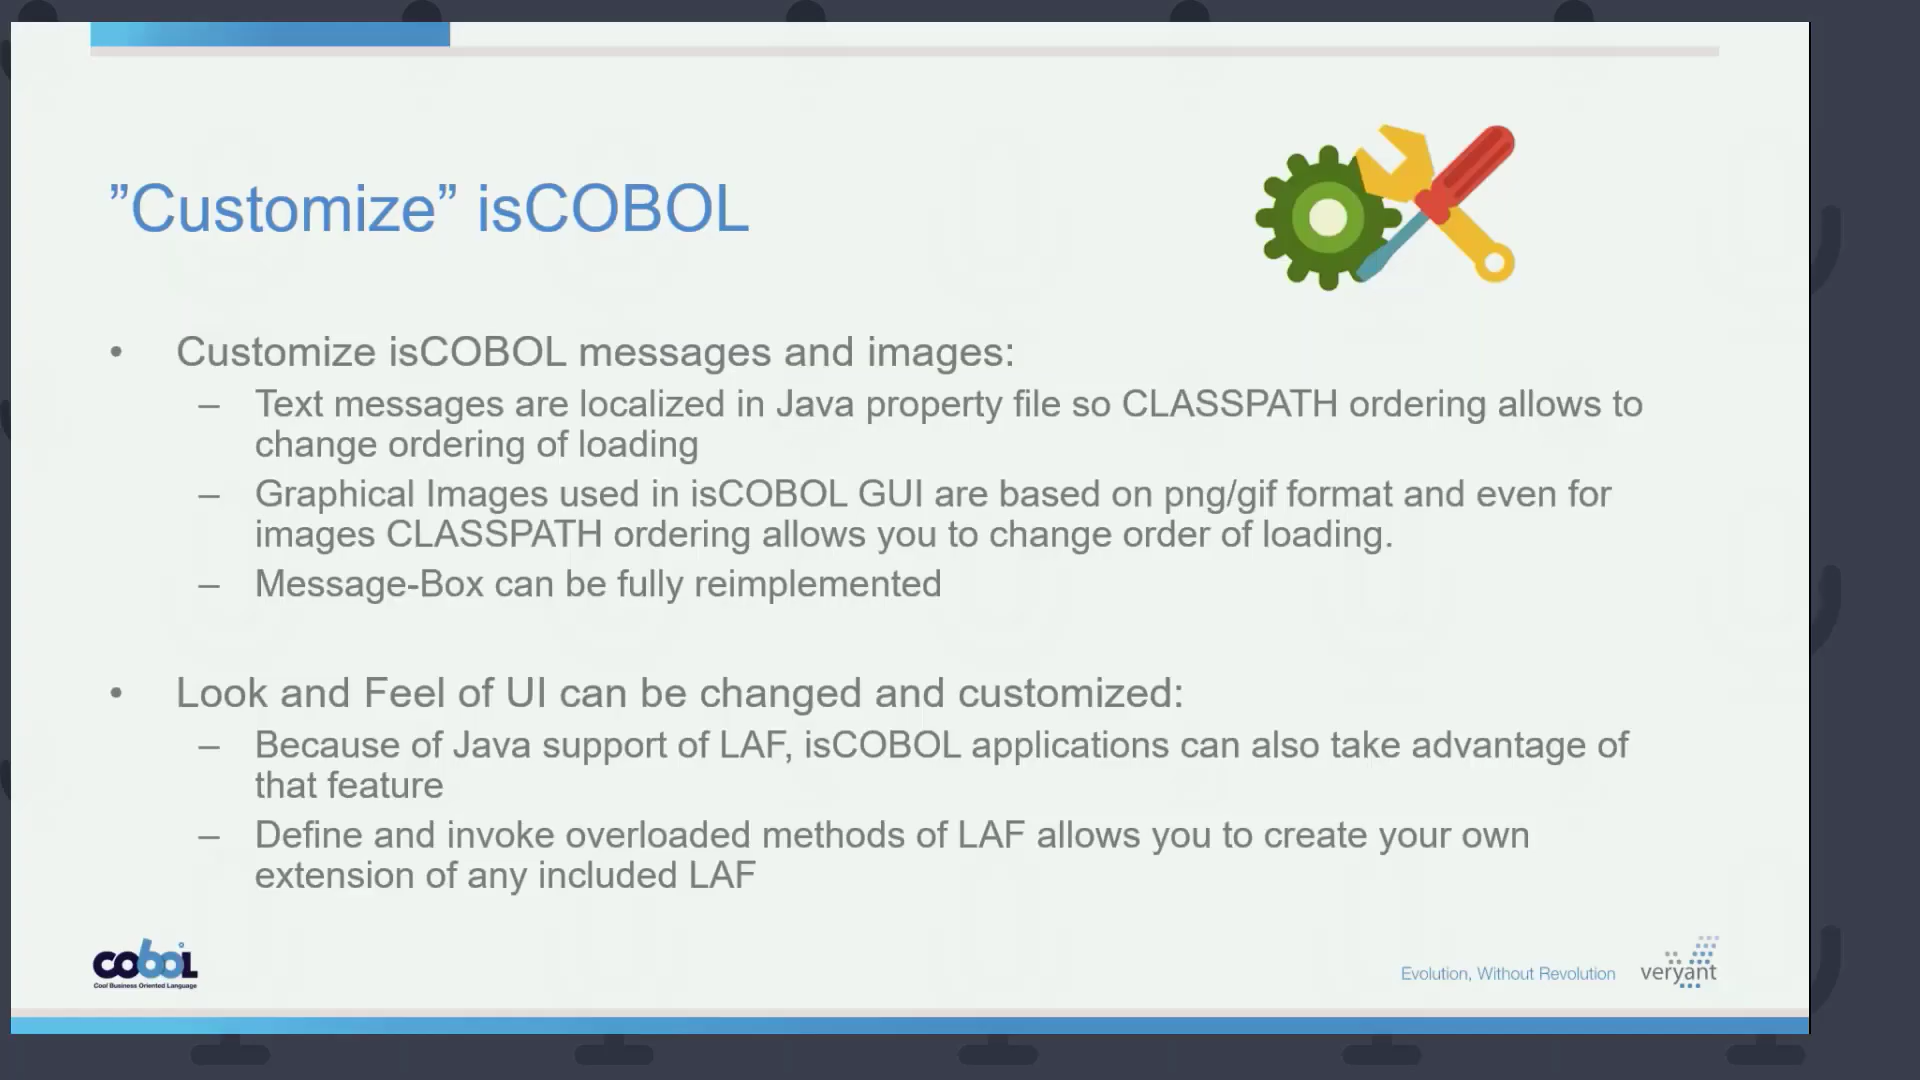 ”Customize” isCOBOL
• Customize isCOBOL messages and images:
– Text messages are localized in Java property file so CLASSPATH ordering allows to
change ordering of loading
– Graphical Images used in isCOBOL GUI are based on png/gif format and even for
images CLASSPATH ordering allows you to change order of loading.
– Message-Box can be fully reimplemented
• Look and Feel of UI can be changed and customized:
– Because of Java support of LAF, isCOBOL applications can also take advantage of
that feature
– Define and invoke overloaded methods of LAF allows you to create your own
extension of any included LAF
cobol
Cool Business Oriented Language
Evolution, Without Revolution
veryant